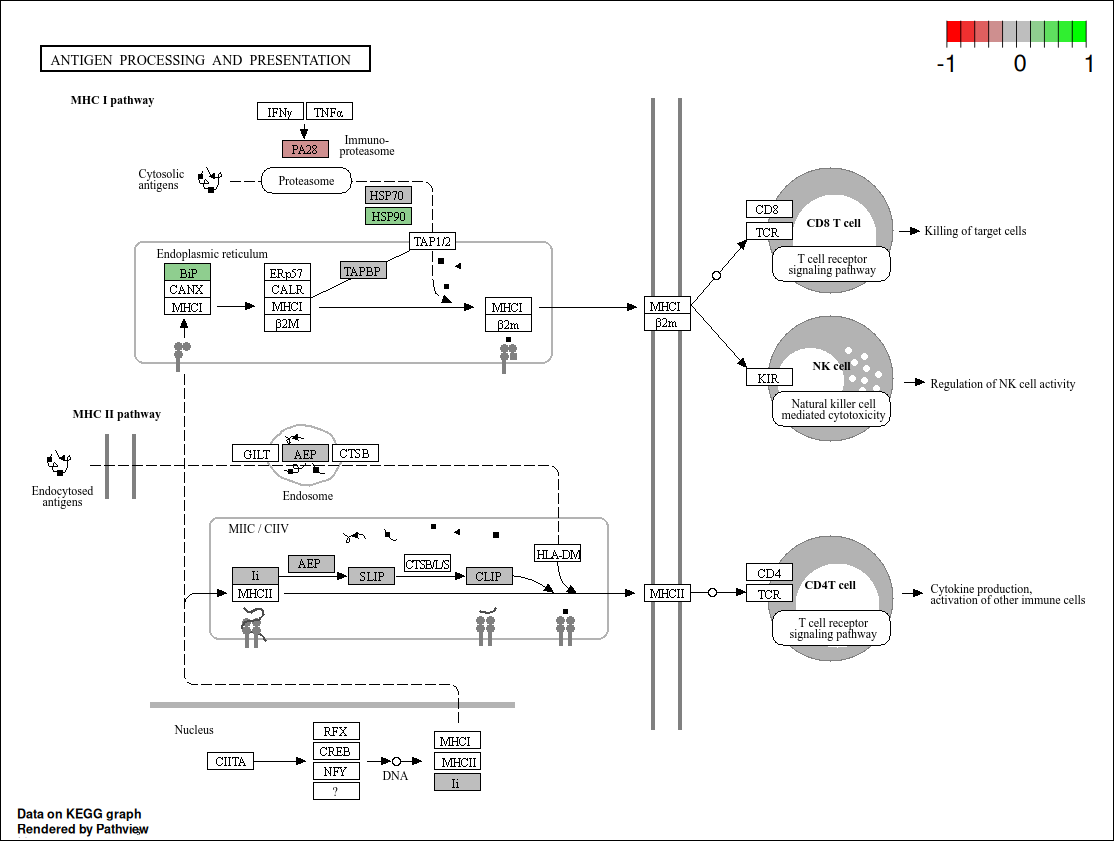 ANTIGEN PROCESSING AND PRESENTATION
-1 0 1
MHC I pathway
IFNγ TNFα
PA28
Immuno-
proteasome
Cytosolic
antigens
Proteasome
HSP70
HSP90
TAP1/2
Endoplasmic reticulum
BiP
CANX
MHCI
ERp57
CALR
MHCI
β2M
TAPBP
MHCI
β2m
MHCI
β2m
CD8
TCR
CD8 T cell
T cell receptor
signaling pathway
Killing of target cells
KIR
NK cell
Natural killer cell
mediated cytotoxicity
Regulation of NK cell activity
MHC II pathway
Endocytosed
antigens
GILT AEP CTSB
Endosome
MIIC / CIIV
Ii
MHCII
AEP
SLIP
CTSB/L/S
CLIP
HLA-DM
MHCII
CD4
TCR
CD4T cell
T cell receptor
signaling pathway
Cytokine production,
activation of other immune cells
Nucleus
CIITA
RFX
CREB
NFY
?
DNA
MHCI
MHCII
Ii
Data on KEGG graph
Rendered by Pathview